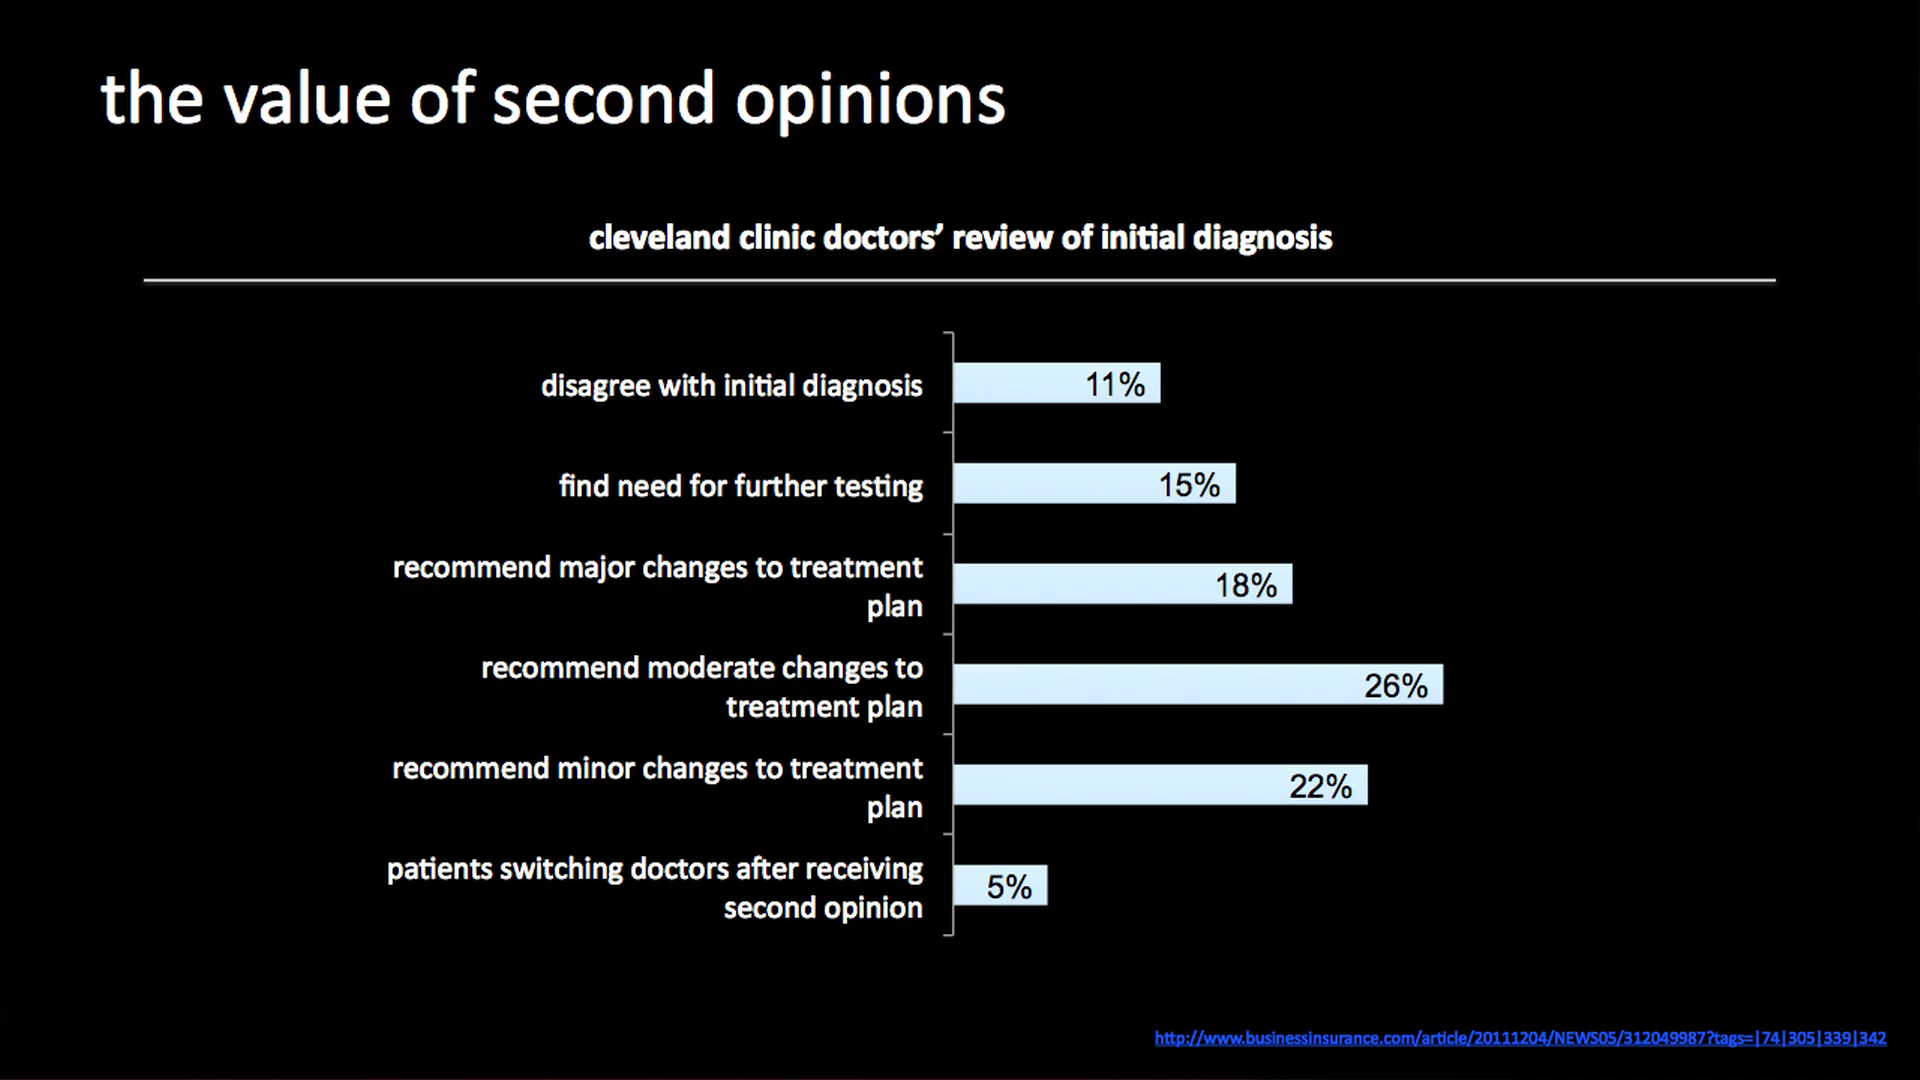 the value of second opinions
cleveland clinic doctors’ review of initial diagnosis
disagree with initial diagnosis
11%
find need for further testing
15%
recommend major changes to treatment
plan
18%
recommend moderate changes to
treatment plan
26%
recommend minor changes to treatment
plan
22%
patients switching doctors after receiving
second opinion
5%
http://www.businessinsurance.com/article/20111204/NEWS05/312049987?tags=|74|305|339|342